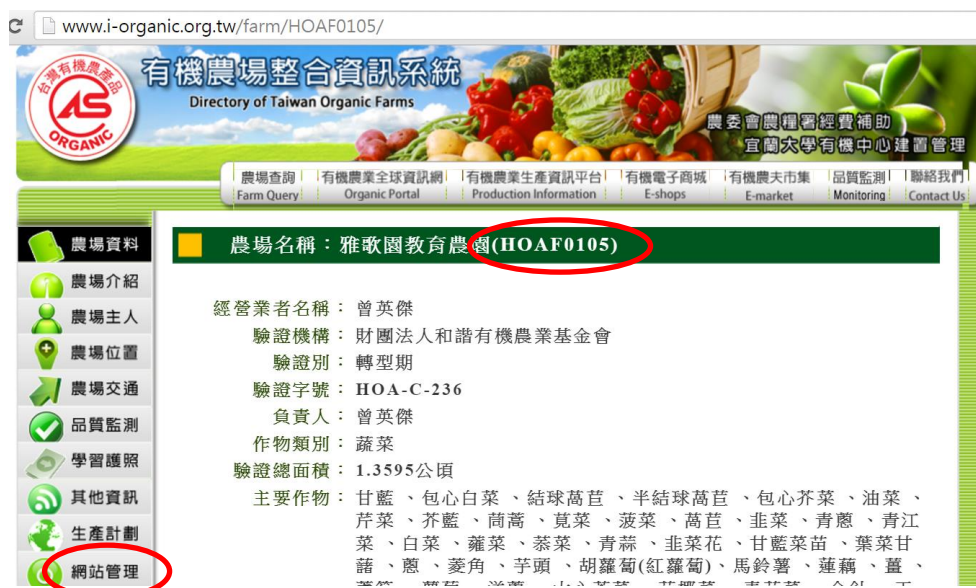 www.i-organic.org.tw/farm/HOAF0105/
台灣有機農產品
ORGANIC
有機農場整合資訊系統
Directory of Taiwan Organic Farms
農委會農糧署經費補助
宜蘭大學有機中心建置管理
農場查詢 有機農業全球資訊網 有機農業生產資訊平台 有機電子商城 有機農夫市集 品質監測 聯絡我們
Farm Query Organic Portal Production Information E-shops E-market Monitoring Contact Us
農場資料
農場介紹
農場主人
農場位置
農場交通
品質監測
學習護照
其他資訊
生產計劃
網站管理
農場名稱：雅歌園教育農園(HOAF0105)
經營業者名稱：曾英傑
驗證機構：財團法人和諧有機農業基金會
驗證別：轉型期
驗證字號：HOA-C-236
負責人：曾英傑
作物類別：蔬菜
驗證總面積：1.3595公頃
主要作物：甘藍、包心白菜、結球萵苣、半結球萵苣、包心芥菜、油菜、
芹菜、芥藍、茼蒿、莧菜、菠菜、萵苣、韭菜、青蔥、青江
菜、白菜、蕹菜、菾菜、青蒜、韭菜花、甘藍菜苗、葉菜甘
藷、蔥、菱角、芋頭、胡蘿蔔(紅蘿蔔)、馬鈴薯、蓮藕、薑、